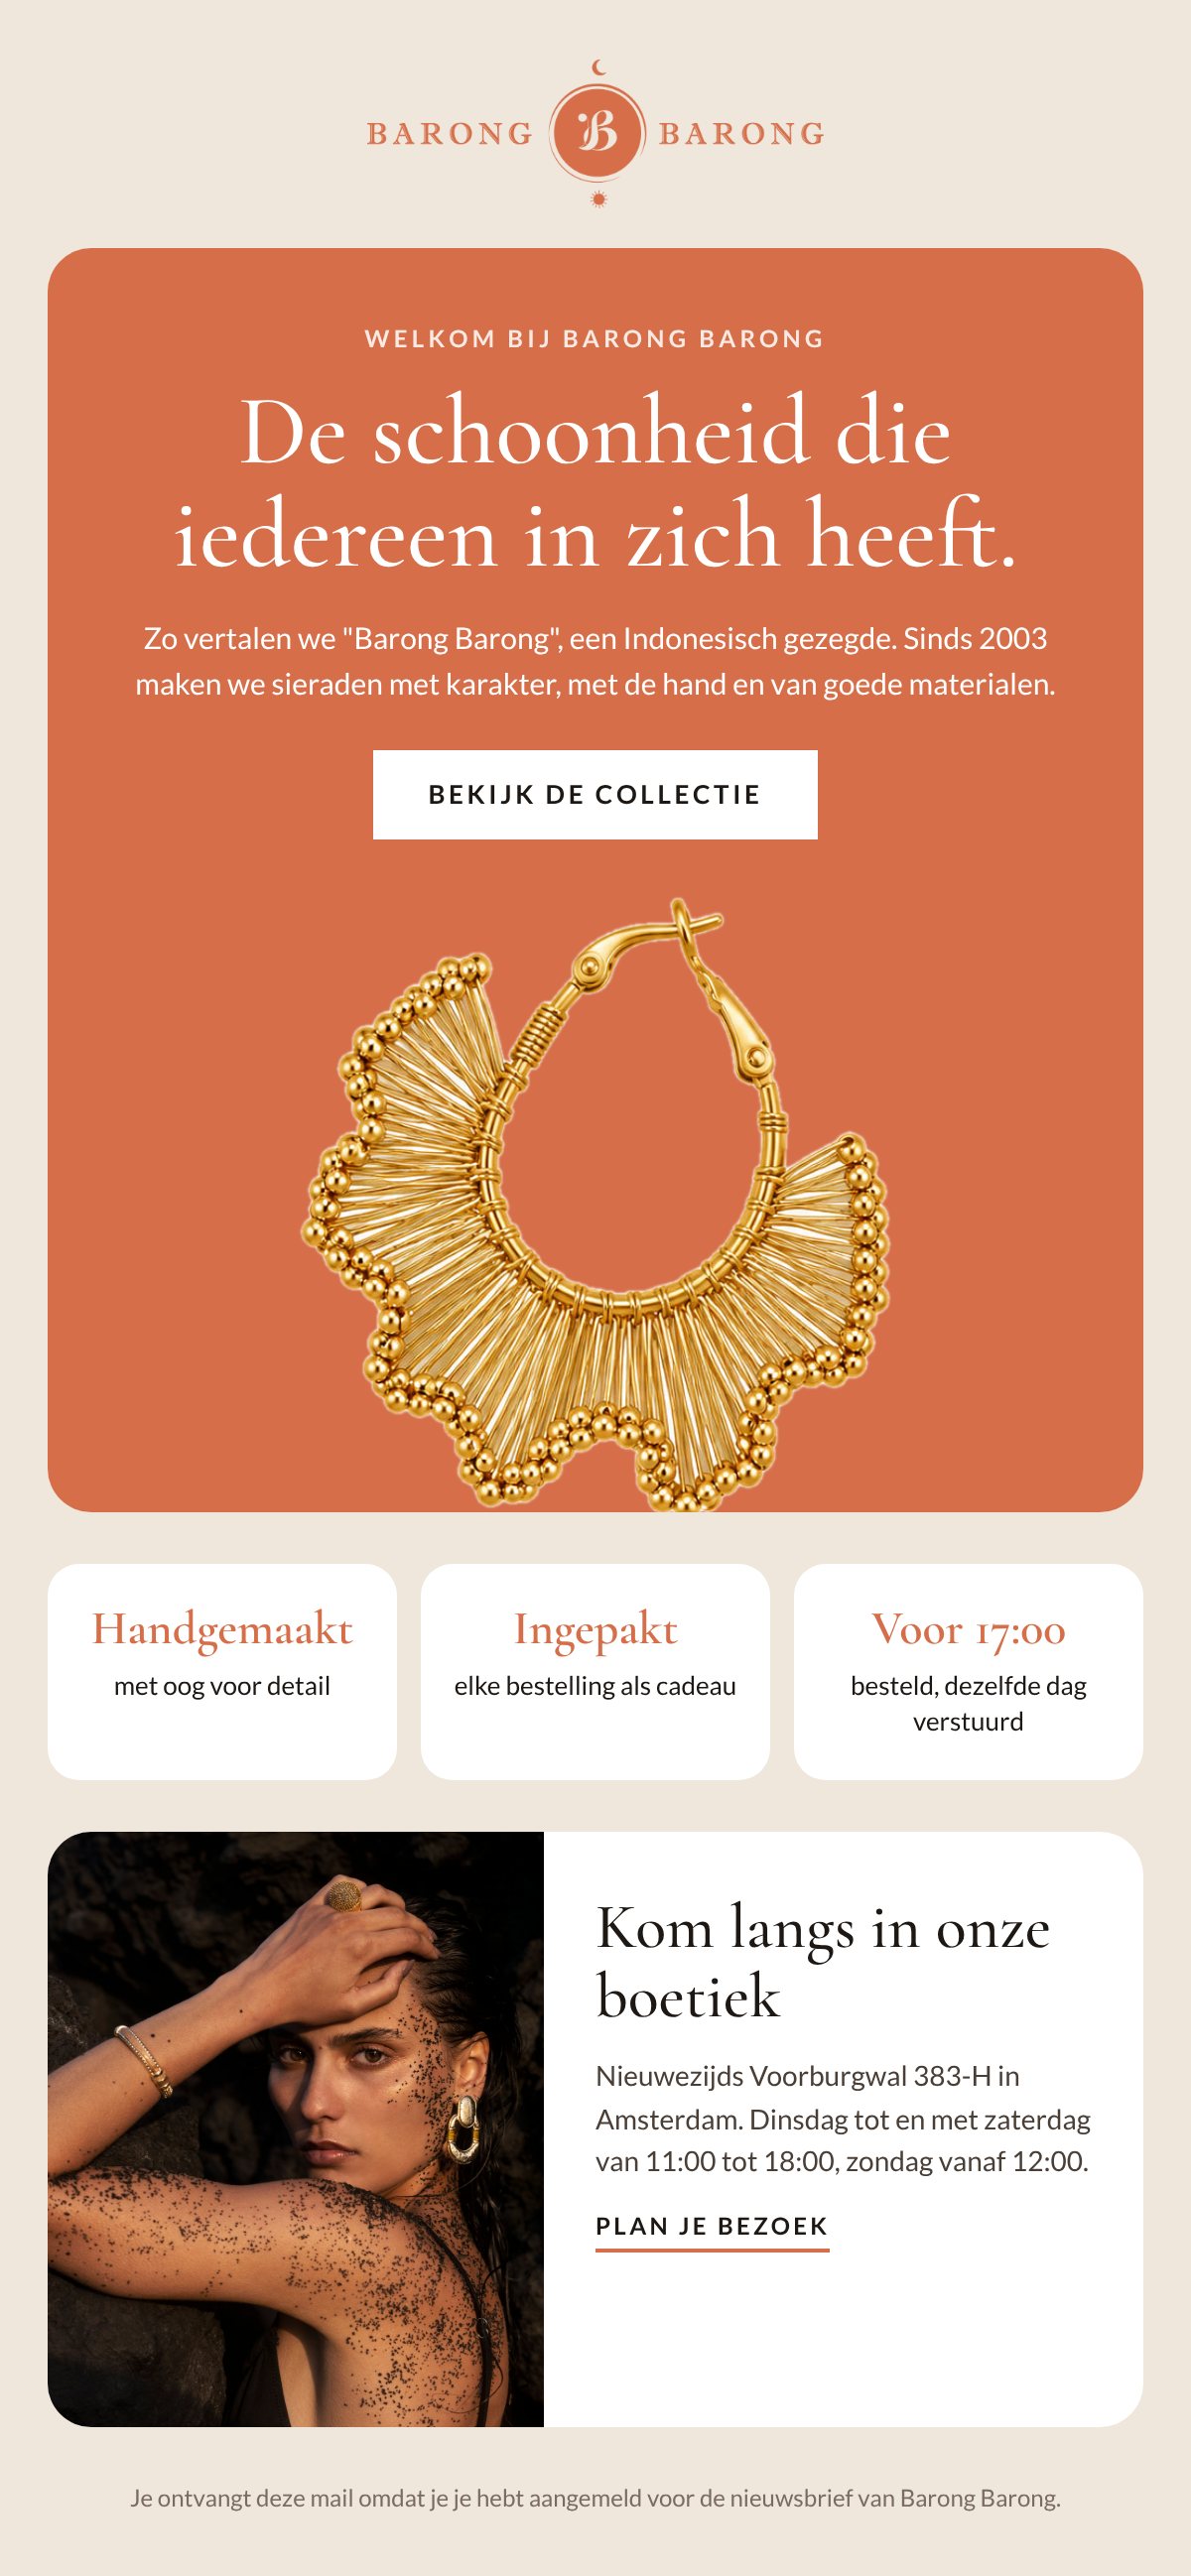 BARONG B BARONG
WELKOM BIJ BARONG BARONG
De schoonheid die
iedereen in zich heeft.
Zo vertalen we "Barong Barong", een Indonesisch gezegde. Sinds 2003
maken we sieraden met karakter, met de hand en van goede materialen.
BEKIJK DE COLLECTIE
Handgemaakt
met oog voor detail
Ingepakt
elke bestelling als cadeau
Voor 17:00
besteld, dezelfde dag
verstuurd
Kom langs in onze
boetiek
Nieuwezijds Voorburgwal 383-H in
Amsterdam. Dinsdag tot en met zaterdag
van 11:00 tot 18:00, zondag vanaf 12:00.
PLAN JE BEZOEK
Je ontvangt deze mail omdat je je hebt aangemeld voor de nieuwsbrief van Barong Barong.